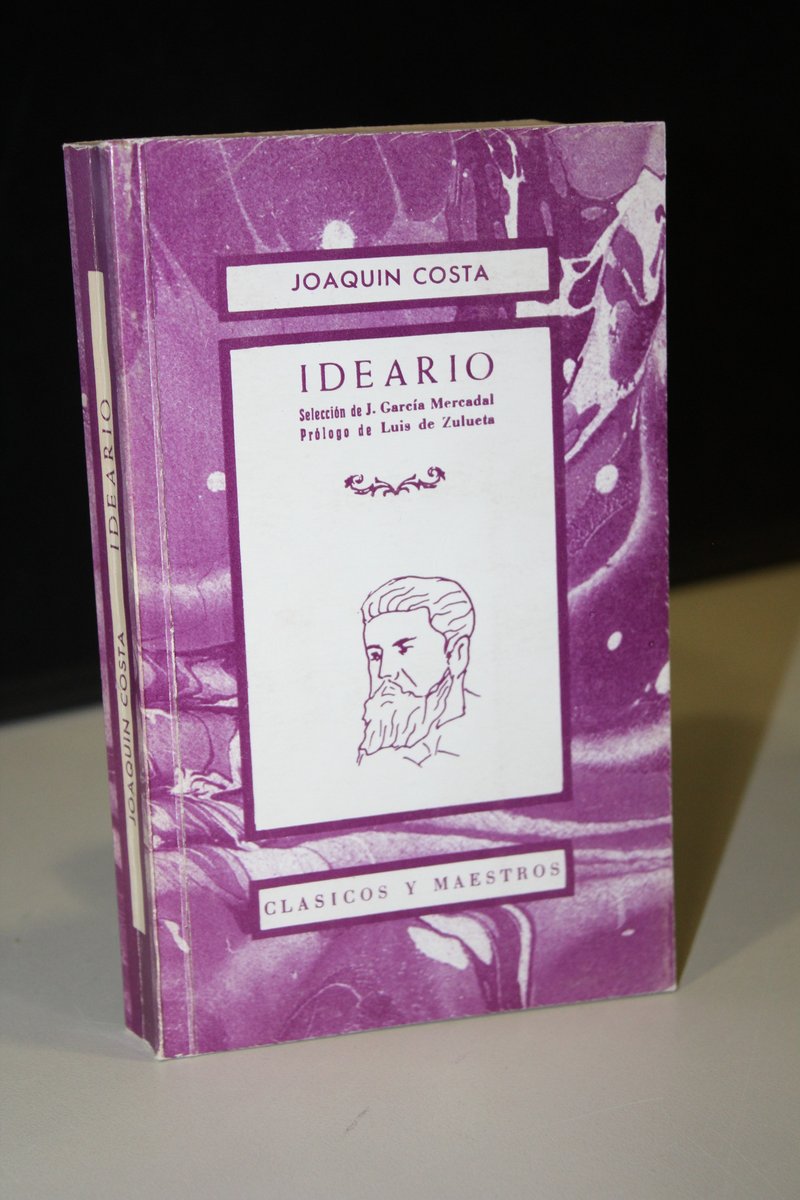 JOAQUIN COSTA
IDEARIO
Selección de J. García Mercadal
Prólogo de Luis de Zulueta
CLASICOS Y MAESTROS
JOAQUIN COSTA IDEARIO